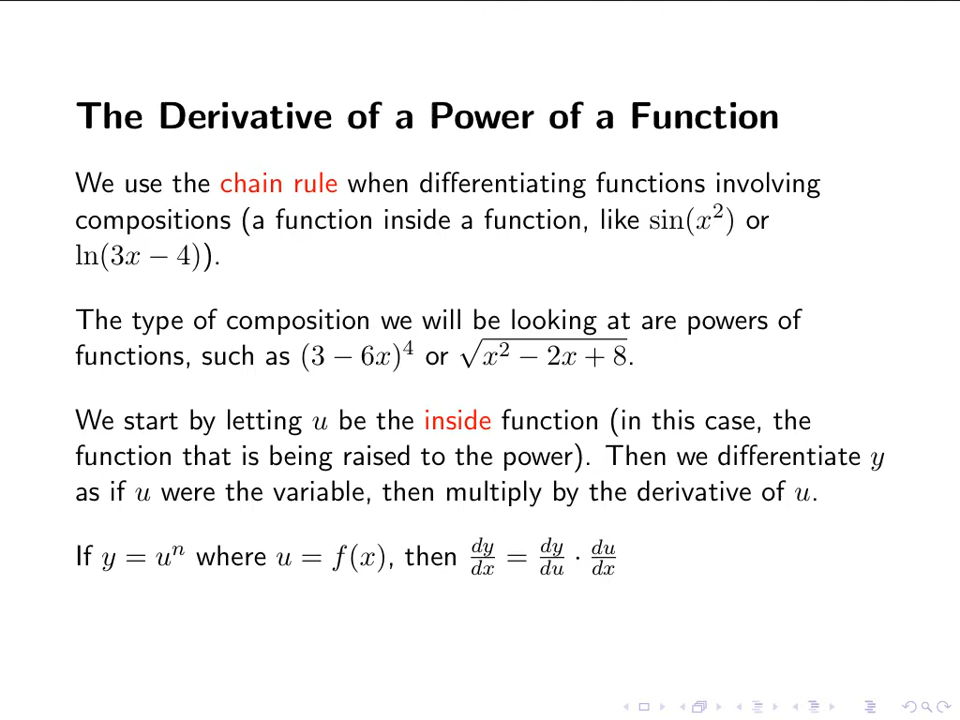 The Derivative of a Power of a Function
We use the chain rule when differentiating functions involving
compositions (a function inside a function, like sin(x²) or
ln(3x − 4)).
The type of composition we will be looking at are powers of
functions, such as (3 − 6x)⁴ or √(x² − 2x + 8).
We start by letting u be the inside function (in this case, the
function that is being raised to the power). Then we differentiate y
as if u were the variable, then multiply by the derivative of u.
If y = uⁿ where u = f(x), then dy/dx = dy/du · du/dx